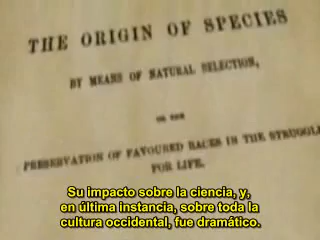 THE ORIGIN OF SPECIES
BY MEANS OF NATURAL SELECTION,
OR THE
PRESERVATION OF FAVOURED RACES IN THE STRUGGLE
FOR LIFE.
Su impacto sobre la ciencia, y,
en última instancia, sobre toda la
cultura occidental, fue dramático.